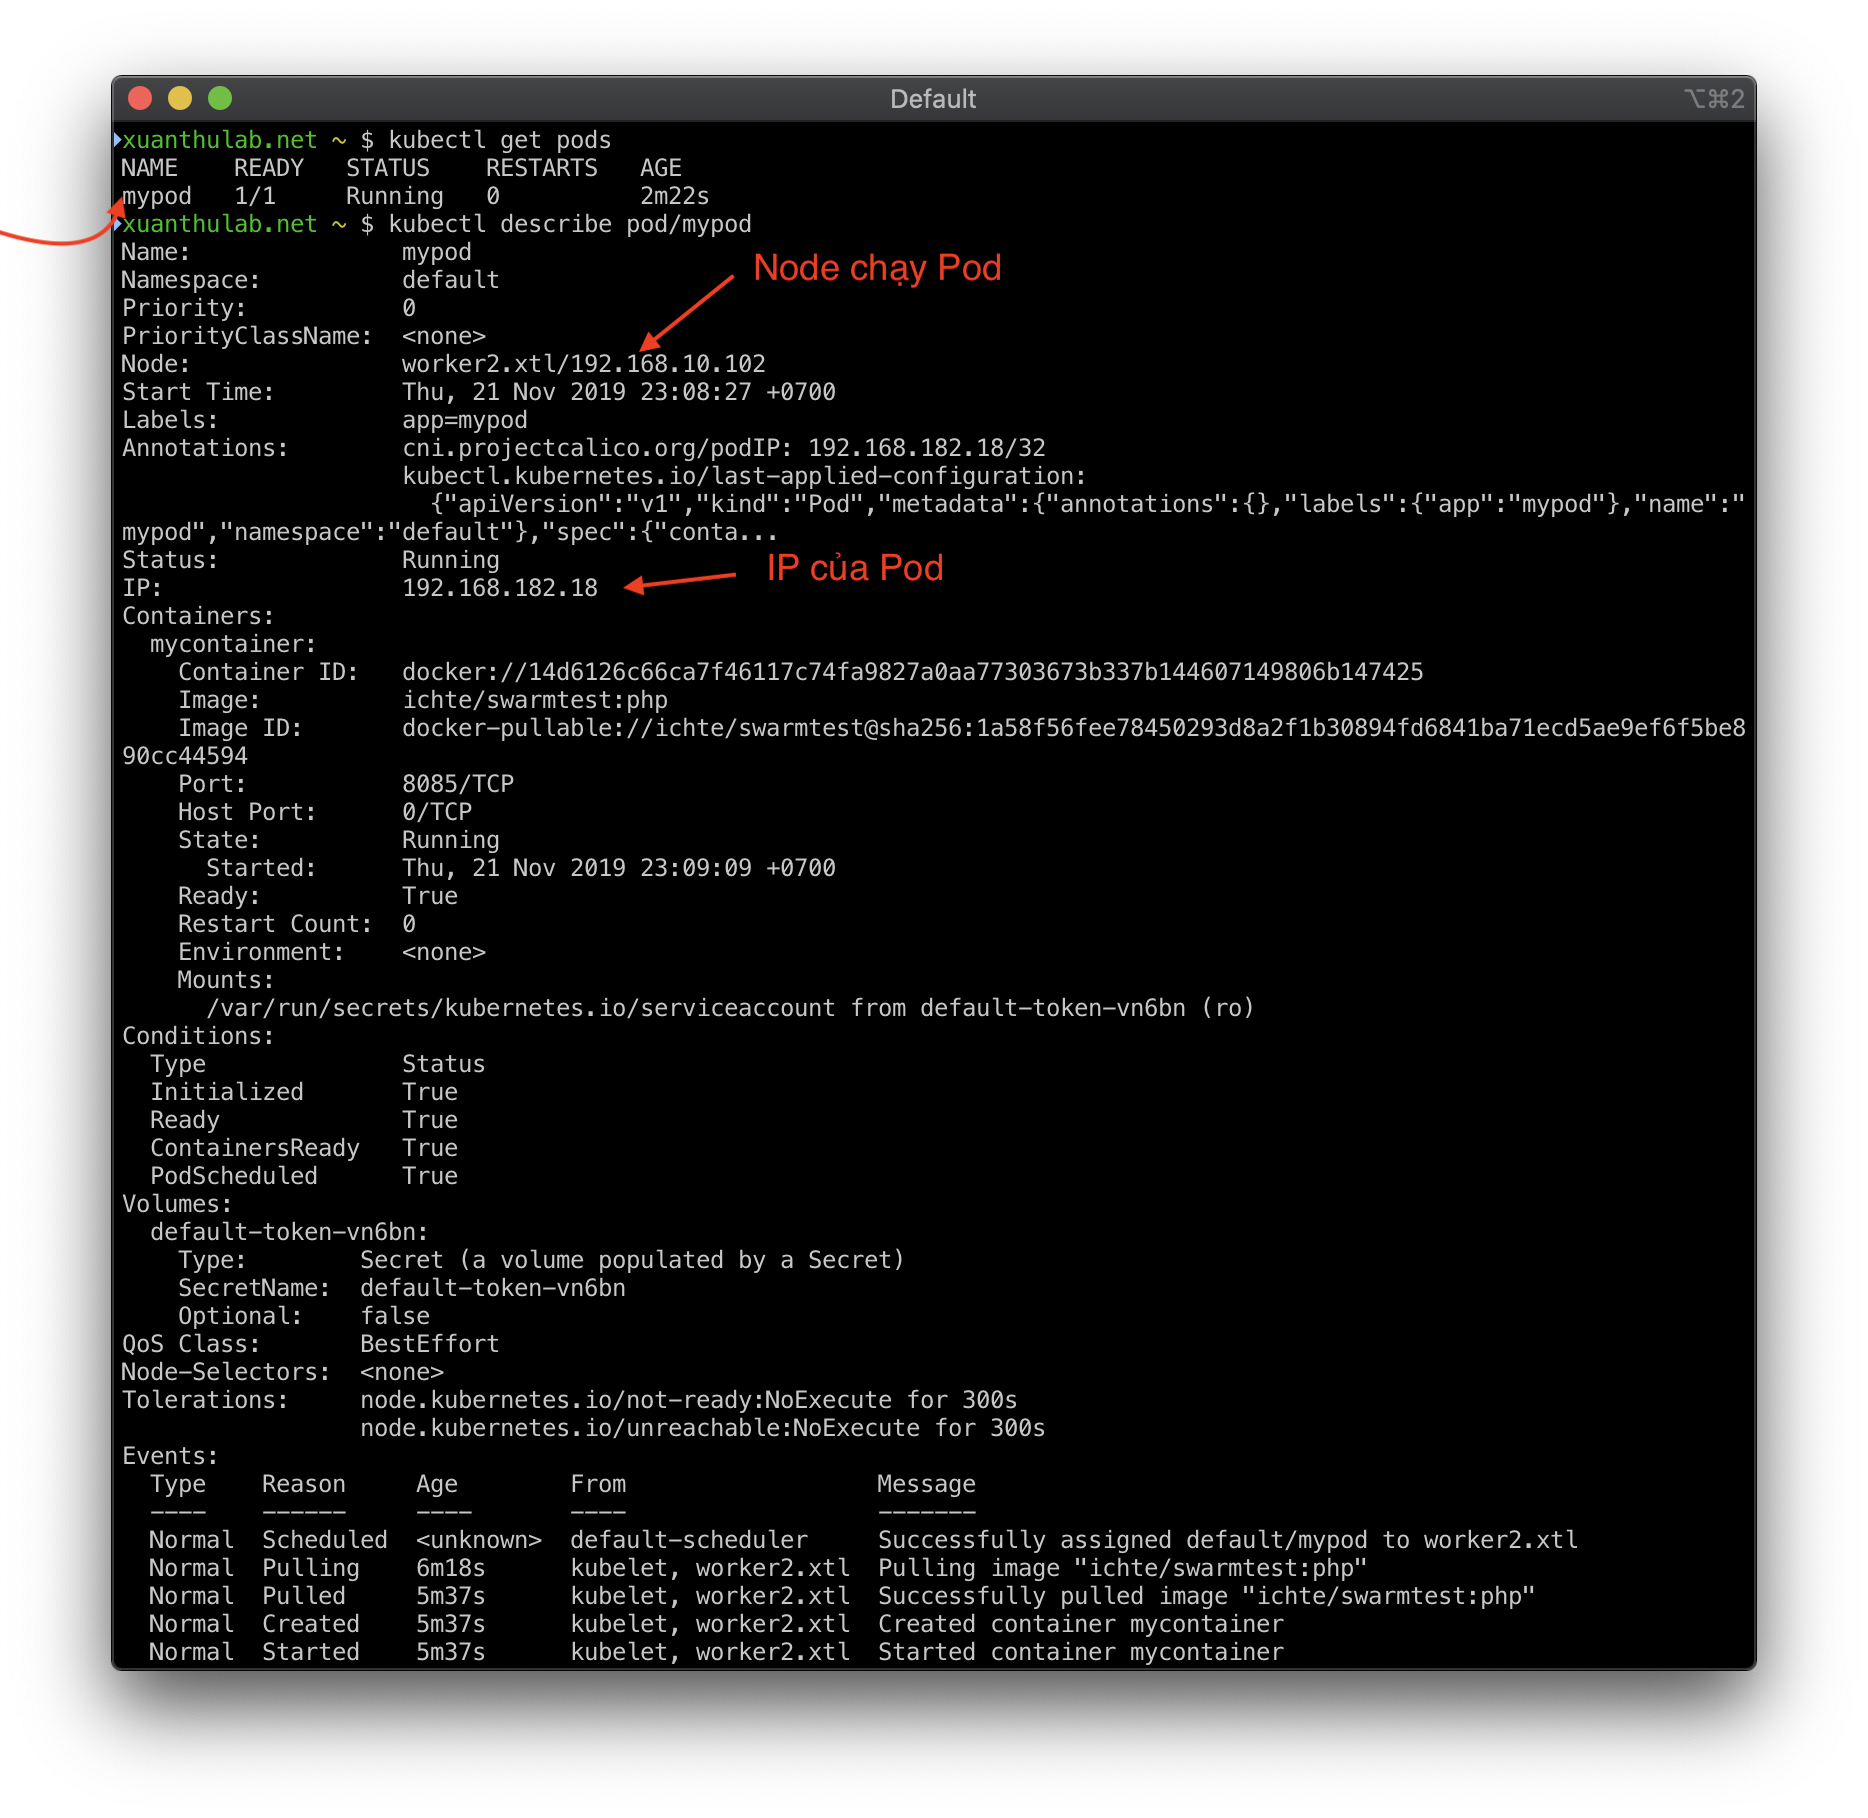 Default
⌥⌘2
xuanthulab.net ~ $ kubectl get pods
NAME    READY   STATUS    RESTARTS   AGE
mypod   1/1     Running   0          2m22s
xuanthulab.net ~ $ kubectl describe pod/mypod
Name:               mypod
Node chạy Pod
Namespace:          default
Priority:           0
PriorityClassName:  <none>
Node:               worker2.xtl/192.168.10.102
Start Time:         Thu, 21 Nov 2019 23:08:27 +0700
Labels:             app=mypod
Annotations:        cni.projectcalico.org/podIP: 192.168.182.18/32
                    kubectl.kubernetes.io/last-applied-configuration:
                      {"apiVersion":"v1","kind":"Pod","metadata":{"annotations":{},"labels":{"app":"mypod"},"name":"
mypod","namespace":"default"},"spec":{"conta...
Status:             Running
IP của Pod
IP:                 192.168.182.18
Containers:
  mycontainer:
    Container ID:   docker://14d6126c66ca7f46117c74fa9827a0aa77303673b337b144607149806b147425
    Image:          ichte/swarmtest:php
    Image ID:       docker-pullable://ichte/swarmtest@sha256:1a58f56fee78450293d8a2f1b30894fd6841ba71ecd5ae9ef6f5be8
90cc44594
    Port:           8085/TCP
    Host Port:      0/TCP
    State:          Running
      Started:      Thu, 21 Nov 2019 23:09:09 +0700
    Ready:          True
    Restart Count:  0
    Environment:    <none>
    Mounts:
      /var/run/secrets/kubernetes.io/serviceaccount from default-token-vn6bn (ro)
Conditions:
  Type              Status
  Initialized       True
  Ready             True
  ContainersReady   True
  PodScheduled      True
Volumes:
  default-token-vn6bn:
    Type:        Secret (a volume populated by a Secret)
    SecretName:  default-token-vn6bn
    Optional:    false
QoS Class:       BestEffort
Node-Selectors:  <none>
Tolerations:     node.kubernetes.io/not-ready:NoExecute for 300s
                 node.kubernetes.io/unreachable:NoExecute for 300s
Events:
  Type    Reason     Age        From                  Message
  ----    ------     ----       ----                  -------
  Normal  Scheduled  <unknown>  default-scheduler     Successfully assigned default/mypod to worker2.xtl
  Normal  Pulling    6m18s      kubelet, worker2.xtl  Pulling image "ichte/swarmtest:php"
  Normal  Pulled     5m37s      kubelet, worker2.xtl  Successfully pulled image "ichte/swarmtest:php"
  Normal  Created    5m37s      kubelet, worker2.xtl  Created container mycontainer
  Normal  Started    5m37s      kubelet, worker2.xtl  Started container mycontainer